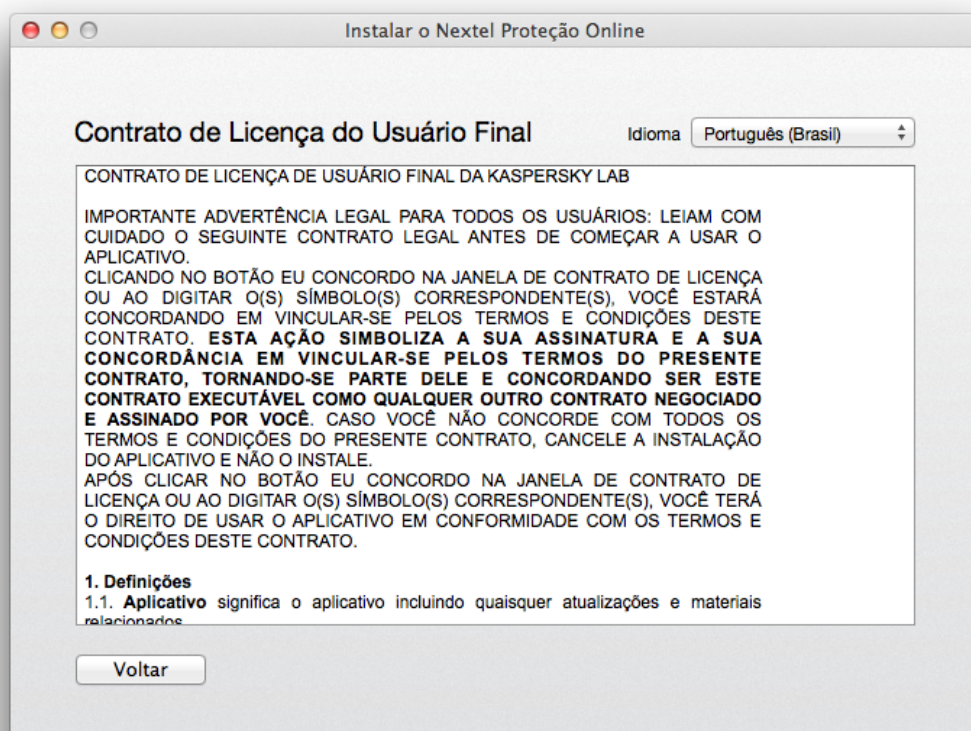 Instalar o Nextel Proteção Online
Contrato de Licença do Usuário Final
Idioma
Português (Brasil)
CONTRATO DE LICENÇA DE USUÁRIO FINAL DA KASPERSKY LAB
IMPORTANTE ADVERTÊNCIA LEGAL PARA TODOS OS USUÁRIOS: LEIAM COM
CUIDADO O SEGUINTE CONTRATO LEGAL ANTES DE COMEÇAR A USAR O
APLICATIVO.
CLICANDO NO BOTÃO EU CONCORDO NA JANELA DE CONTRATO DE LICENÇA
OU AO DIGITAR O(S) SÍMBOLO(S) CORRESPONDENTE(S), VOCÊ ESTARÁ
CONCORDANDO EM VINCULAR-SE PELOS TERMOS E CONDIÇÕES DESTE
CONTRATO. ESTA AÇÃO SIMBOLIZA A SUA ASSINATURA E A SUA
CONCORDÂNCIA EM VINCULAR-SE PELOS TERMOS DO PRESENTE
CONTRATO, TORNANDO-SE PARTE DELE E CONCORDANDO SER ESTE
CONTRATO EXECUTÁVEL COMO QUALQUER OUTRO CONTRATO NEGOCIADO
E ASSINADO POR VOCÊ. CASO VOCÊ NÃO CONCORDE COM TODOS OS
TERMOS E CONDIÇÕES DO PRESENTE CONTRATO, CANCELE A INSTALAÇÃO
DO APLICATIVO E NÃO O INSTALE.
APÓS CLICAR NO BOTÃO EU CONCORDO NA JANELA DE CONTRATO DE
LICENÇA OU AO DIGITAR O(S) SÍMBOLO(S) CORRESPONDENTE(S), VOCÊ TERÁ
O DIREITO DE USAR O APLICATIVO EM CONFORMIDADE COM OS TERMOS E
CONDIÇÕES DESTE CONTRATO.
1. Definições
1.1. Aplicativo significa o aplicativo incluindo quaisquer atualizações e materiais
relacionados
Voltar